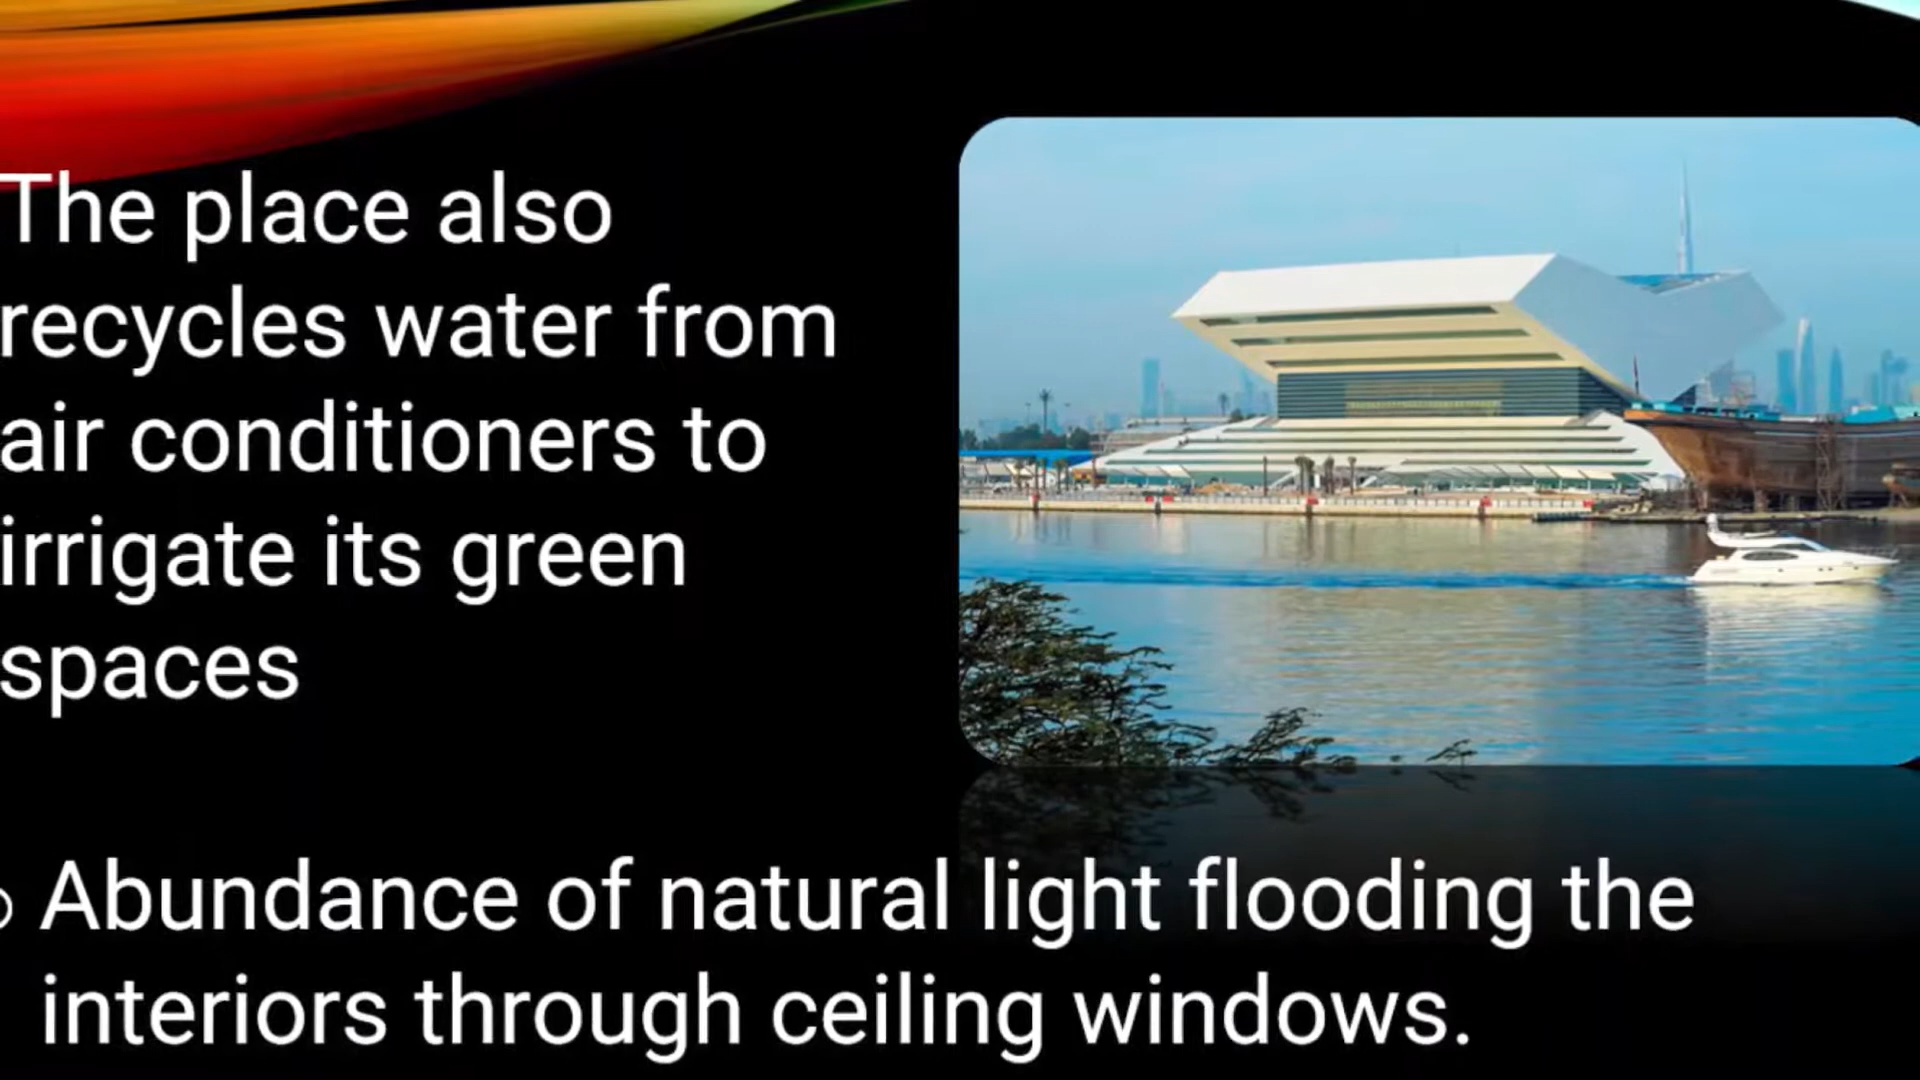 The place also
recycles water from
air conditioners to
irrigate its green
spaces
Abundance of natural light flooding the
interiors through ceiling windows.